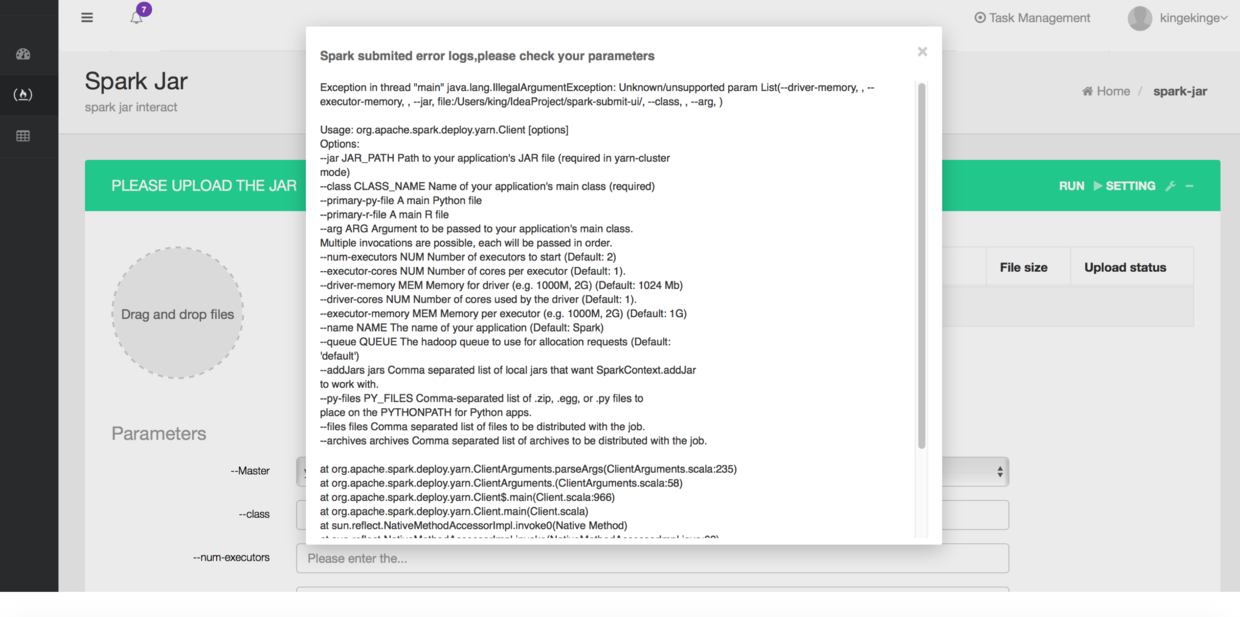 7
Task Management
kingekinge
Spark Jar
spark jar interact
Home / spark-jar
PLEASE UPLOAD THE JAR
RUN SETTING
File size
Upload status
Drag and drop files
Parameters
--Master
--class
--num-executors
Please enter the...
Spark submited error logs,please check your parameters
×
Exception in thread "main" java.lang.IllegalArgumentException: Unknown/unsupported param List(--driver-memory, , --
executor-memory, , --jar, file:/Users/king/IdeaProject/spark-submit-ui/, --class, , --arg, )
Usage: org.apache.spark.deploy.yarn.Client [options]
Options:
--jar JAR_PATH Path to your application's JAR file (required in yarn-cluster
mode)
--class CLASS_NAME Name of your application's main class (required)
--primary-py-file A main Python file
--primary-r-file A main R file
--arg ARG Argument to be passed to your application's main class.
Multiple invocations are possible, each will be passed in order.
--num-executors NUM Number of executors to start (Default: 2)
--executor-cores NUM Number of cores per executor (Default: 1).
--driver-memory MEM Memory for driver (e.g. 1000M, 2G) (Default: 1024 Mb)
--driver-cores NUM Number of cores used by the driver (Default: 1).
--executor-memory MEM Memory per executor (e.g. 1000M, 2G) (Default: 1G)
--name NAME The name of your application (Default: Spark)
--queue QUEUE The hadoop queue to use for allocation requests (Default:
'default')
--addJars jars Comma separated list of local jars that want SparkContext.addJar
to work with.
--py-files PY_FILES Comma-separated list of .zip, .egg, or .py files to
place on the PYTHONPATH for Python apps.
--files files Comma separated list of files to be distributed with the job.
--archives archives Comma separated list of archives to be distributed with the job.
at org.apache.spark.deploy.yarn.ClientArguments.parseArgs(ClientArguments.scala:235)
at org.apache.spark.deploy.yarn.ClientArguments.(ClientArguments.scala:58)
at org.apache.spark.deploy.yarn.Client$.main(Client.scala:966)
at org.apache.spark.deploy.yarn.Client.main(Client.scala)
at sun.reflect.NativeMethodAccessorImpl.invoke0(Native Method)